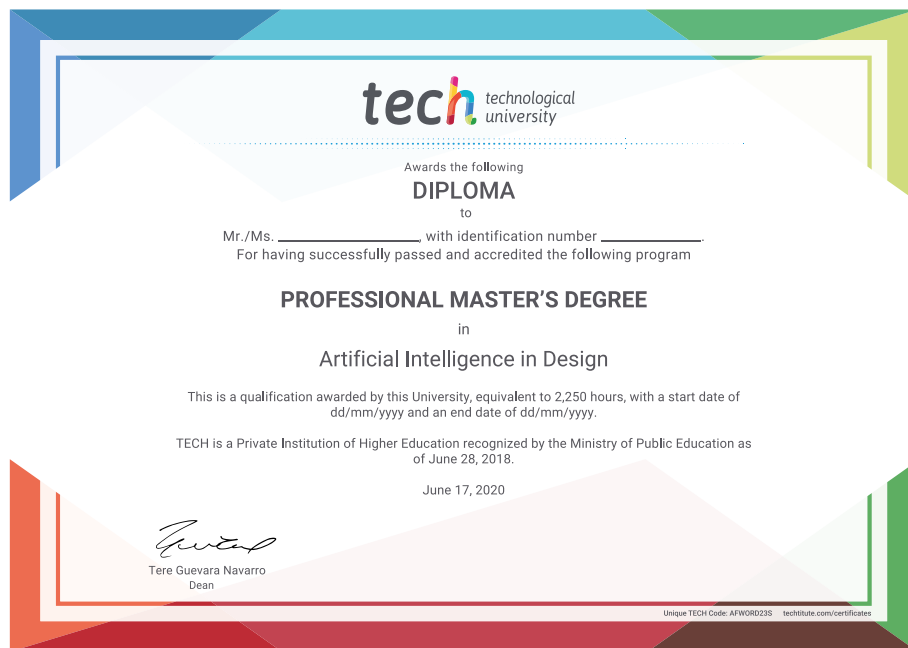 tech technological
university
Awards the following
DIPLOMA
to
Mr./Ms. ____________, with identification number ____________.
For having successfully passed and accredited the following program
PROFESSIONAL MASTER'S DEGREE
in
Artificial Intelligence in Design
This is a qualification awarded by this University, equivalent to 2,250 hours, with a start date of
dd/mm/yyyy and an end date of dd/mm/yyyy.
TECH is a Private Institution of Higher Education recognized by the Ministry of Public Education as
of June 28, 2018.
June 17, 2020
Tere Guevara Navarro
Dean
Unique TECH Code: AFWORD23S techtitute.com/certificates